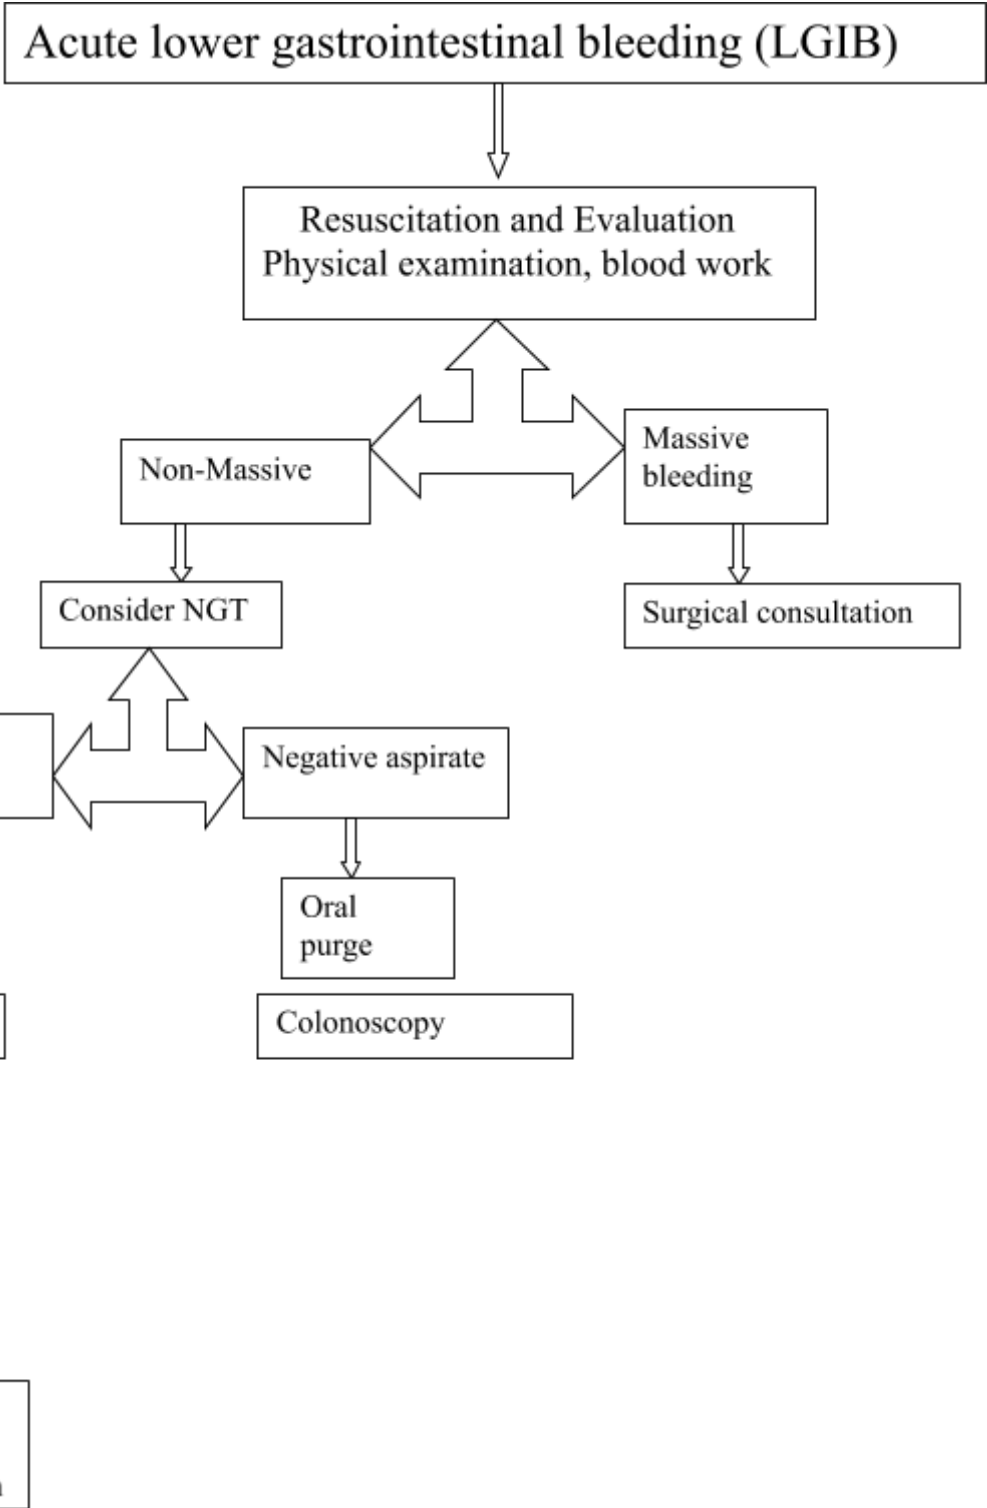 Acute lower gastrointestinal bleeding (LGIB)
Resuscitation and Evaluation
Physical examination, blood work
Non-Massive
Massive
bleeding
Consider NGT
Surgical consultation
Negative aspirate
Oral
purge
Colonoscopy